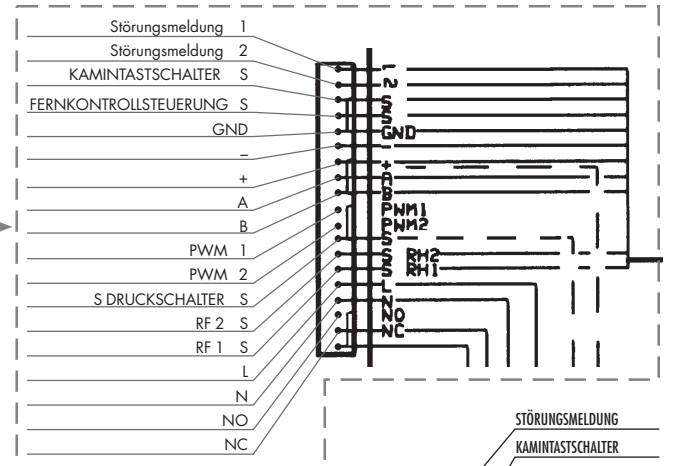 Störungsmeldung 1
Störungsmeldung 2
KAMINTASTSCHALTER S
FERNKONTROLLSTEUERUNG S
GND
–
+
A
B
PWM 1
PWM 2
S DRUCKSCHALTER S
RF 2 S
RF 1 S
L
N
NO
NC
1
2
S
S
GND
-
+
A
B
PWM1
PWM2
S
S RH2
S RH1
L
N
NO
NC
STÖRUNGSMELDUNG
KAMINTASTSCHALTER